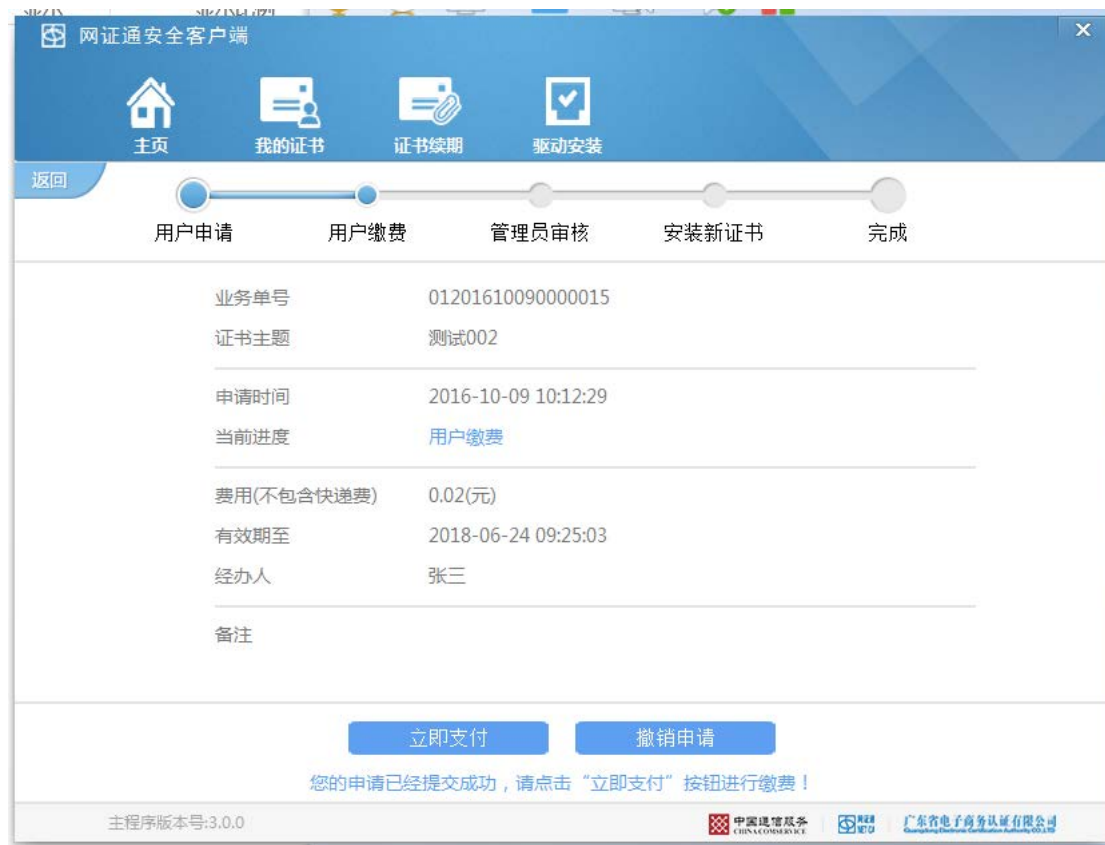 网证通安全客户端
主页
我的证书
证书续期
驱动安装
返回
用户申请
用户缴费
管理员审核
安装新证书
完成
业务单号 01201610090000015
证书主题 测试002
申请时间 2016-10-09 10:12:29
当前进度 用户缴费
费用(不包含快递费) 0.02(元)
有效期至 2018-06-24 09:25:03
经办人 张三
备注
立即支付
撤销申请
您的申请已经提交成功，请点击“立即支付”按钮进行缴费！
主程序版本号:3.0.0
中国通信服务
CHINA COMSERVICE
广东省电子商务认证有限公司